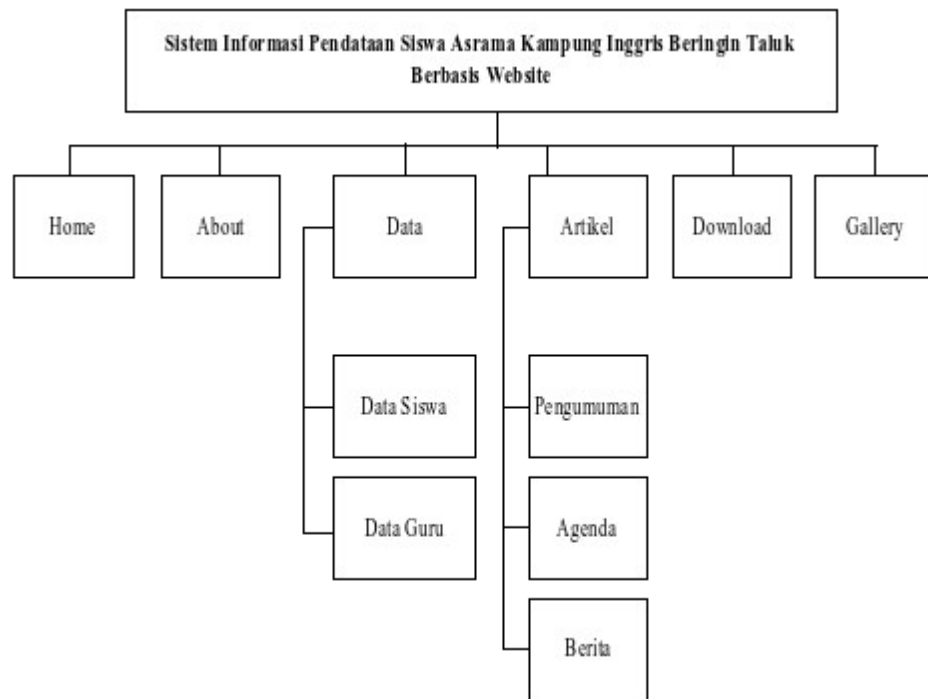 Sistem Informasi Pendataan Siswa Asrama Kampung Inggris Beringin Taluk
Berbasis Website
Home
About
Data
Artikel
Download
Gallery
Data Siswa
Pengumuman
Data Guru
Agenda
Berita